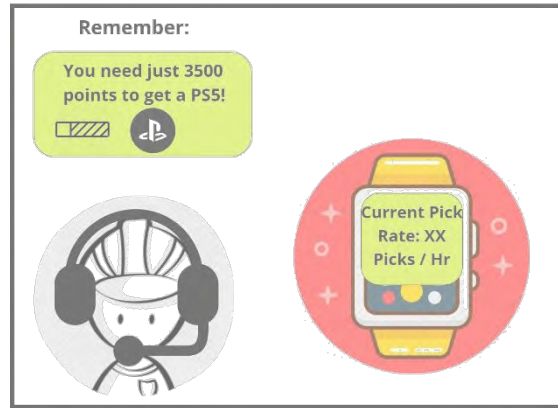 Remember:
You need just 3500
points to get a PS5!
Current Pick
Rate: XX
Picks / Hr